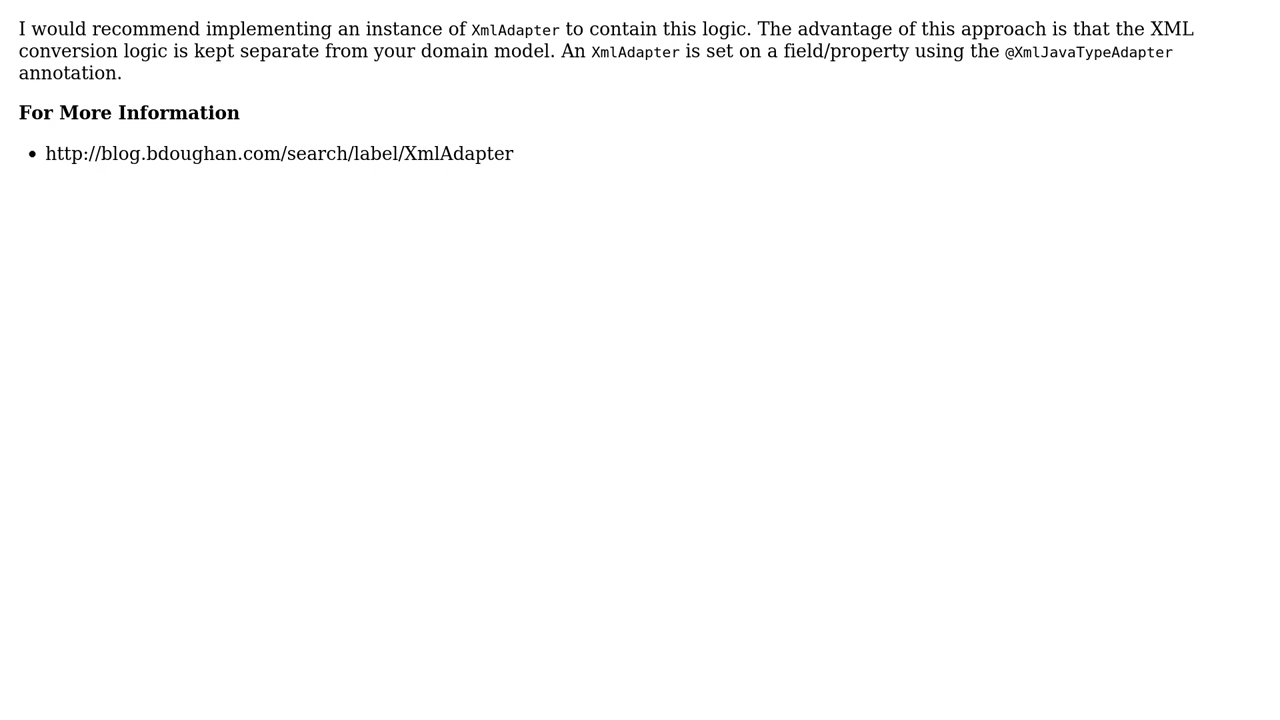 I would recommend implementing an instance of XmlAdapter to contain this logic. The advantage of this approach is that the XML
conversion logic is kept separate from your domain model. An XmlAdapter is set on a field/property using the @XmlJavaTypeAdapter
annotation.
For More Information
• http://blog.bdoughan.com/search/label/XmlAdapter